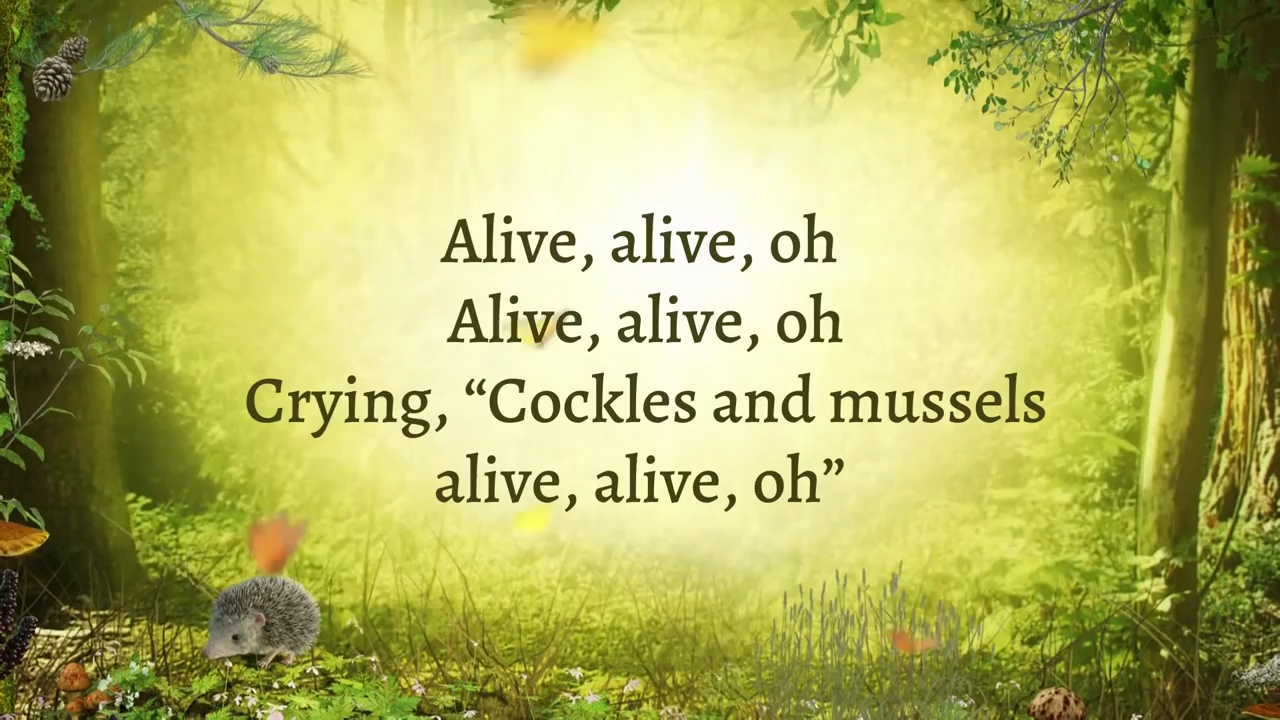 Alive, alive, oh
Alive, alive, oh
Crying, “Cockles and mussels
alive, alive, oh”